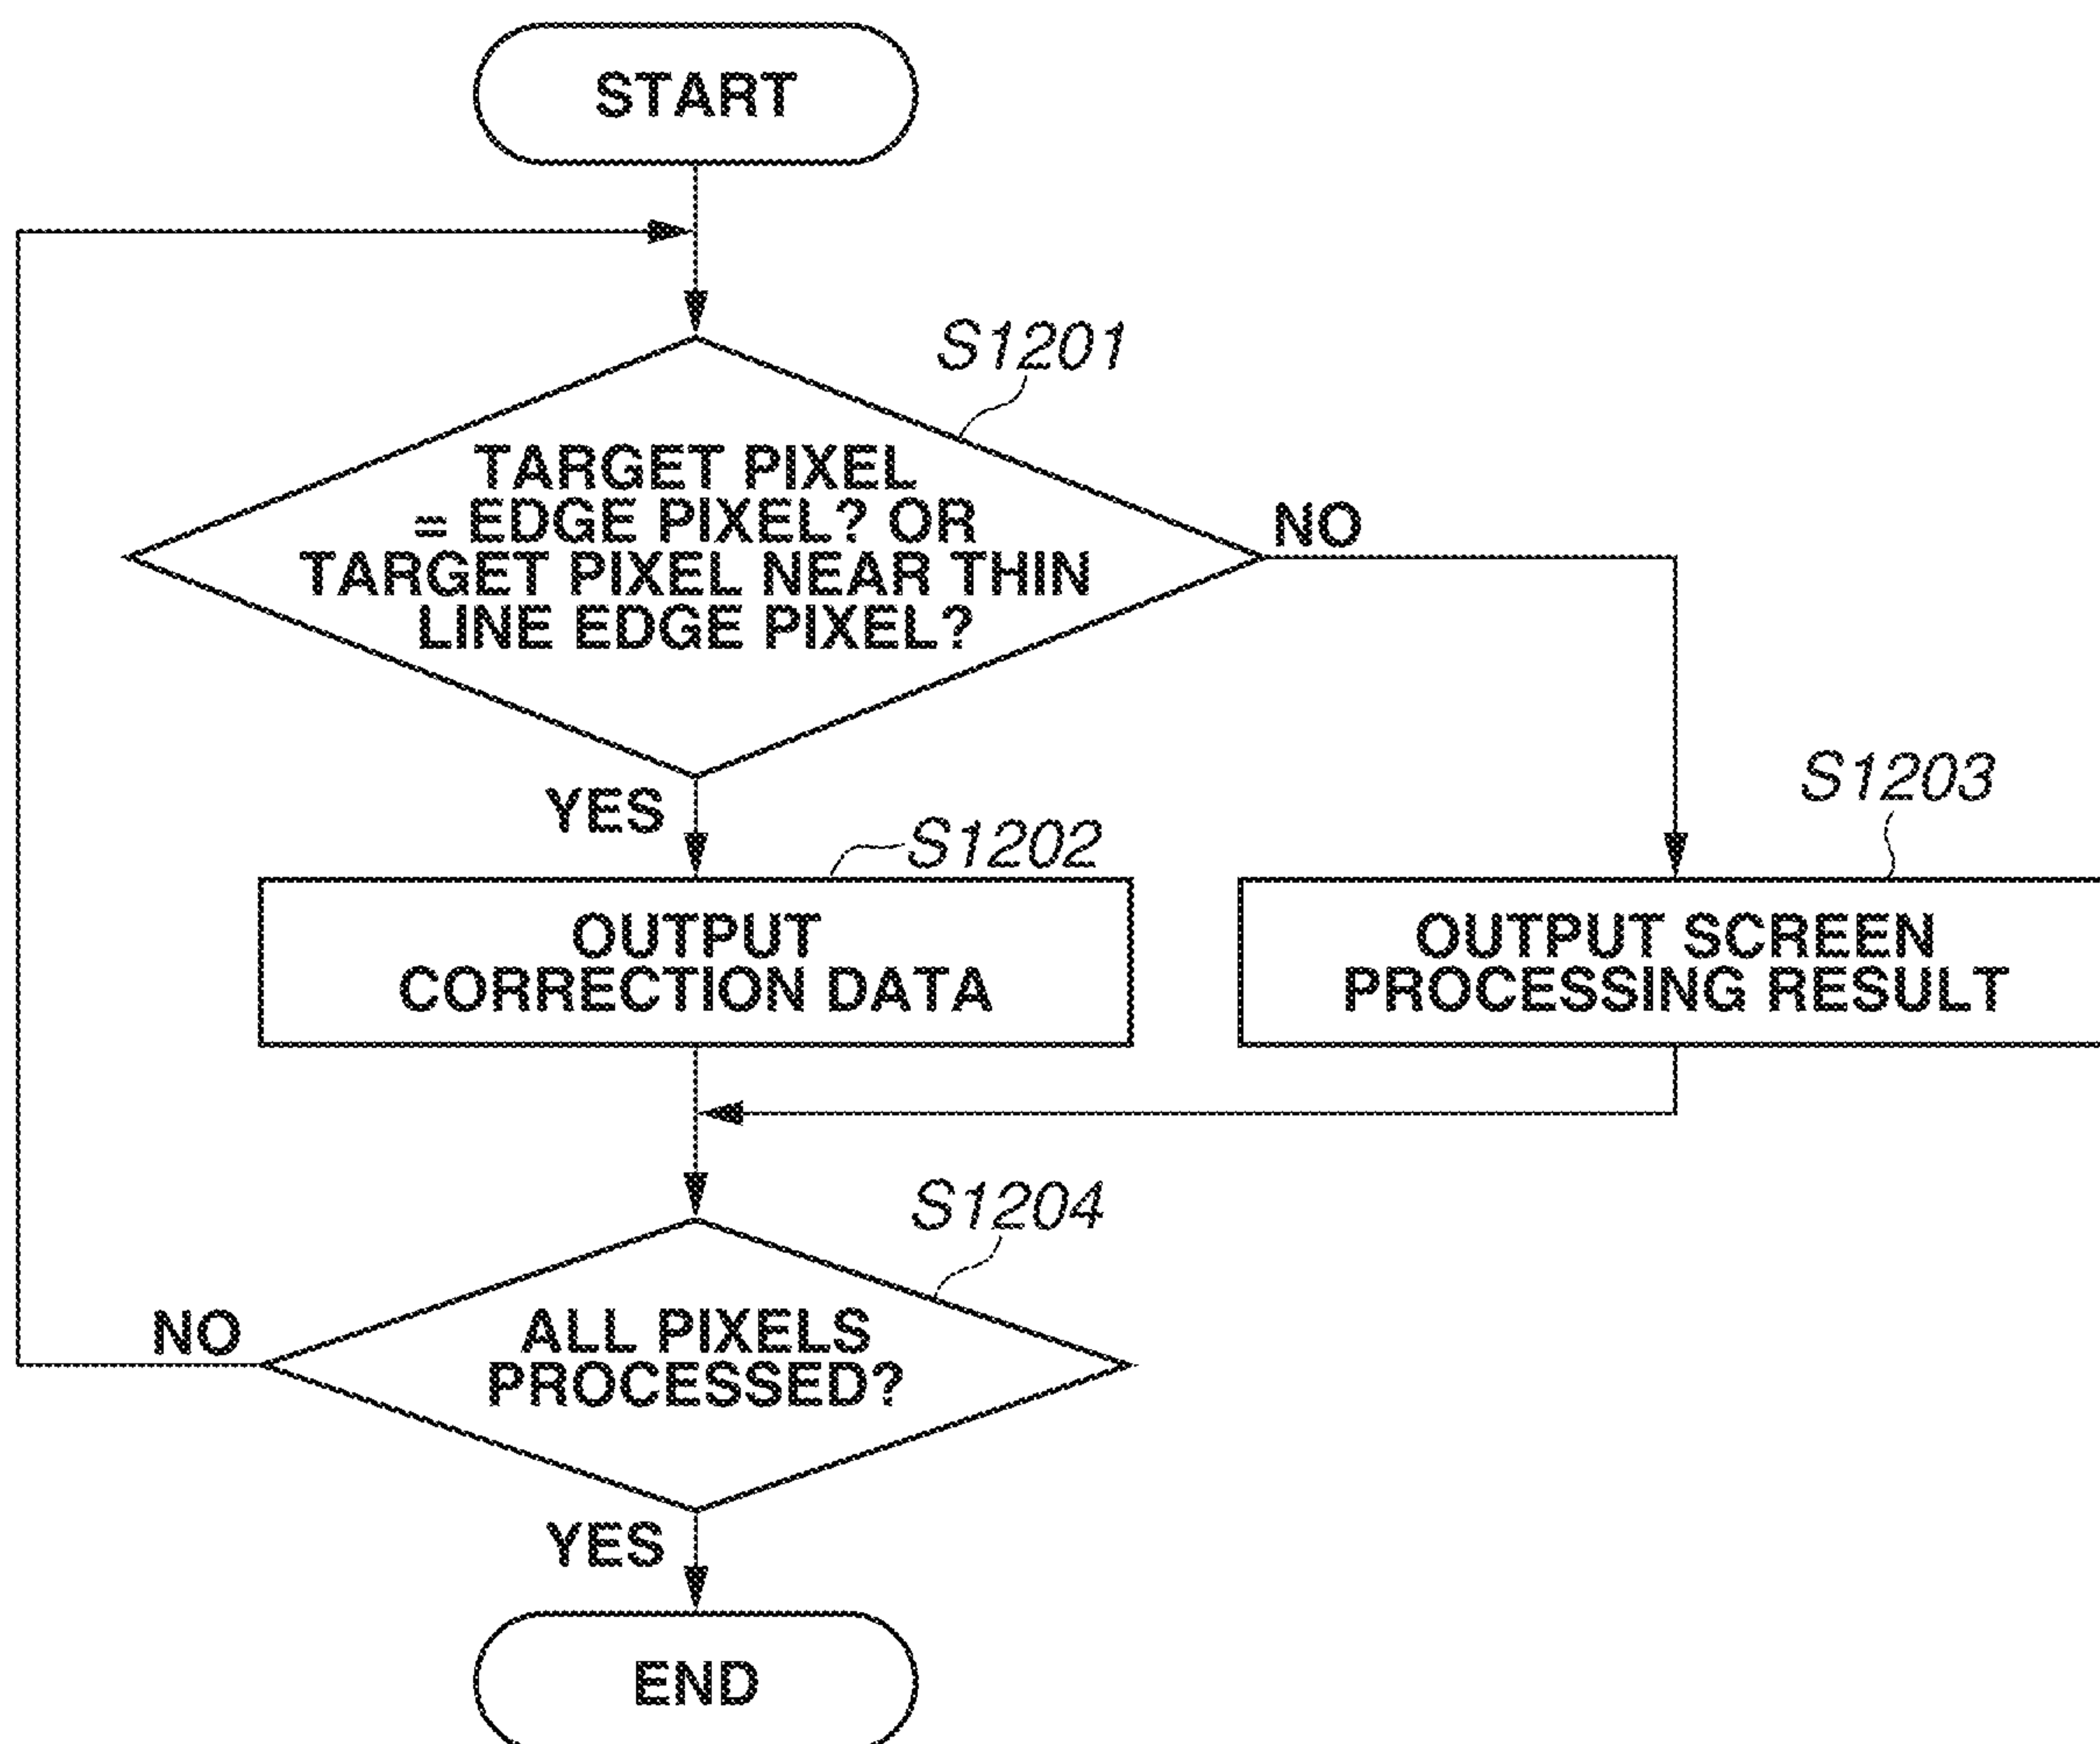 START
S1201
TARGET PIXEL
= EDGE PIXEL? OR
TARGET PIXEL NEAR THIN
LINE EDGE PIXEL?
NO
YES
S1202
S1203
OUTPUT
CORRECTION DATA
OUTPUT SCREEN
PROCESSING RESULT
S1204
NO
ALL PIXELS
PROCESSED?
YES
END